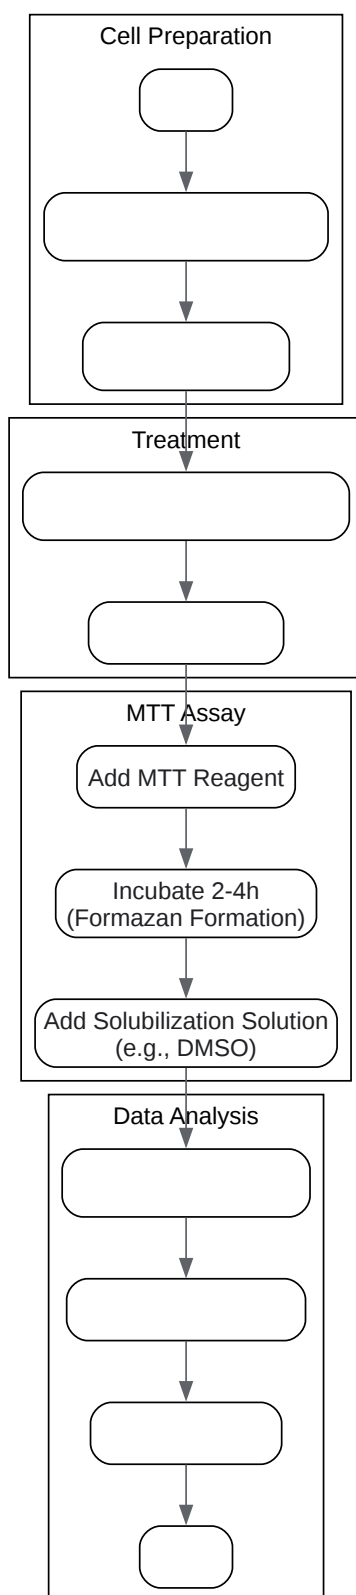 Cell Preparation
Treatment
MTT Assay
Add MTT Reagent
Incubate 2-4h
(Formazan Formation)
Add Solubilization Solution
(e.g., DMSO)
Data Analysis